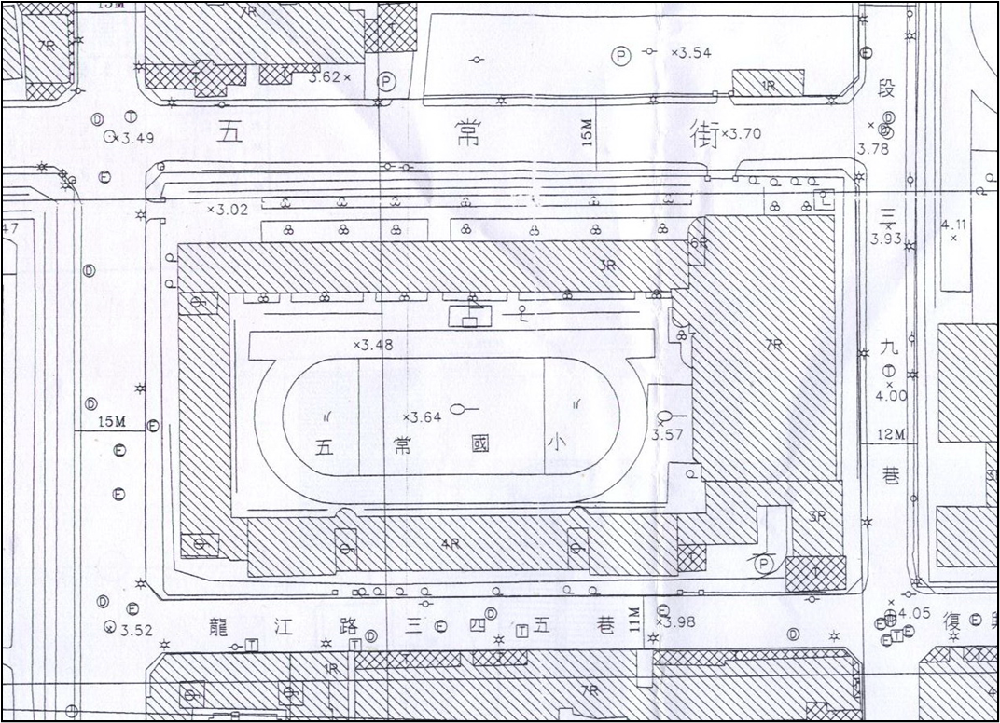 15M
7R
7R
T
3.62×
P
P
×3.54
1R
段
D
T
×3.49
五 常 街
15M
×3.70
×
3.78
E
×3.02
三
×
3.93
4.11
×
47
6R
3R
D
×3.48
7R
九
T
×
4.00
D
×3.64
五 常 國 小
×
3.57
15M
E
12M
E
巷
E
3R
4R
T
P
T
D
E
龍 江 路 三 四 五 巷
11M
E
×3.98
D
T
×3.52
×4.05
復
E
T
T
D
D
E
T
1R
T
T
7R
4